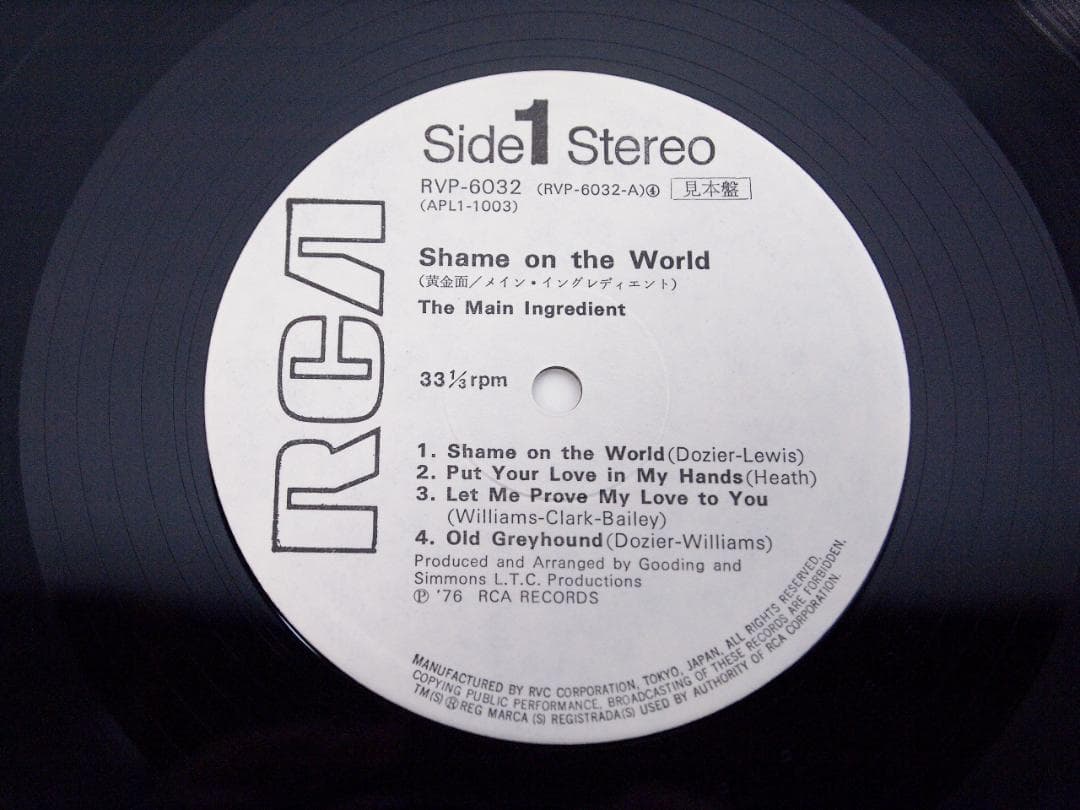 RCA
Side 1 Stereo
RVP-6032 (RVP-6032-A)④ 見本盤
(APL1-1003)
Shame on the World
(黄金面/メイン・イングレディエント)
The Main Ingredient
33⅓rpm
1. Shame on the World(Dozier-Lewis)
2. Put Your Love in My Hands(Heath)
3. Let Me Prove My Love to You
(Williams-Clark-Bailey)
4. Old Greyhound(Dozier-Williams)
Produced and Arranged by Gooding and
Simmons L.T.C. Productions
Ⓟ '76 RCA RECORDS
MANUFACTURED BY RVC CORPORATION, TOKYO, JAPAN, ALL RIGHTS RESERVED.
COPYING PUBLIC PERFORMANCE, BROADCASTING OF THESE RECORDS ARE FORBIDDEN.
TM(S) ®REG MARCA (S) REGISTRADA(S) USED BY AUTHORITY OF RCA CORPORATION.